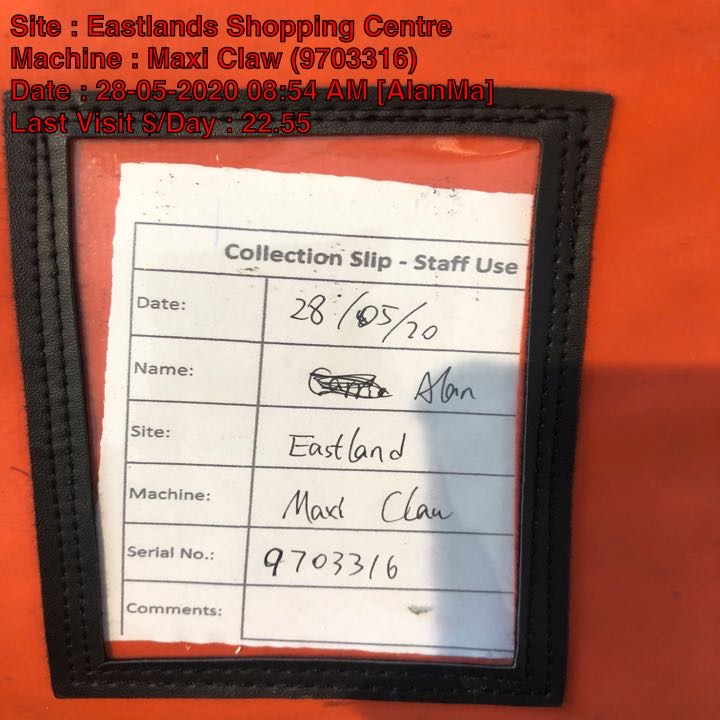 Site : Eastlands Shopping Centre
Machine : Maxi Claw (9703316)
Date : 28-05-2020 08:54 AM [AlanMa]
Last Visit $/Day : 22.55
Collection Slip - Staff Use
Date: 28/05/20
Name: Alan
Site: Eastland
Machine: Maxi Claw
Serial No.: 9703316
Comments: